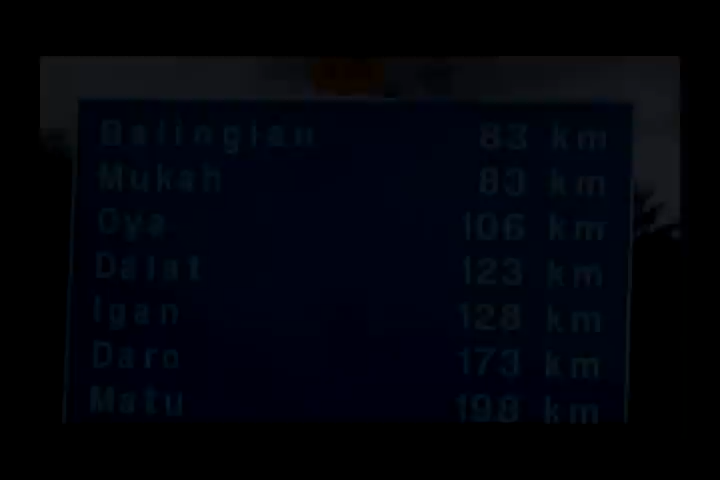 Balingian 83 km
Mukah 83 km
Oya 106 km
Dalat 123 km
Igan 128 km
Daro 173 km
Matu 198 km